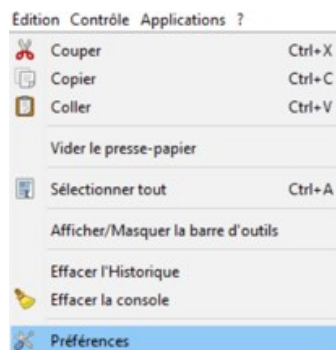 Édition Contrôle Applications ?
Couper Ctrl+X
Copier Ctrl+C
Coller Ctrl+V
Vider le presse-papier
Sélectionner tout Ctrl+A
Afficher/Masquer la barre d'outils
Effacer l'Historique
Effacer la console
Préférences